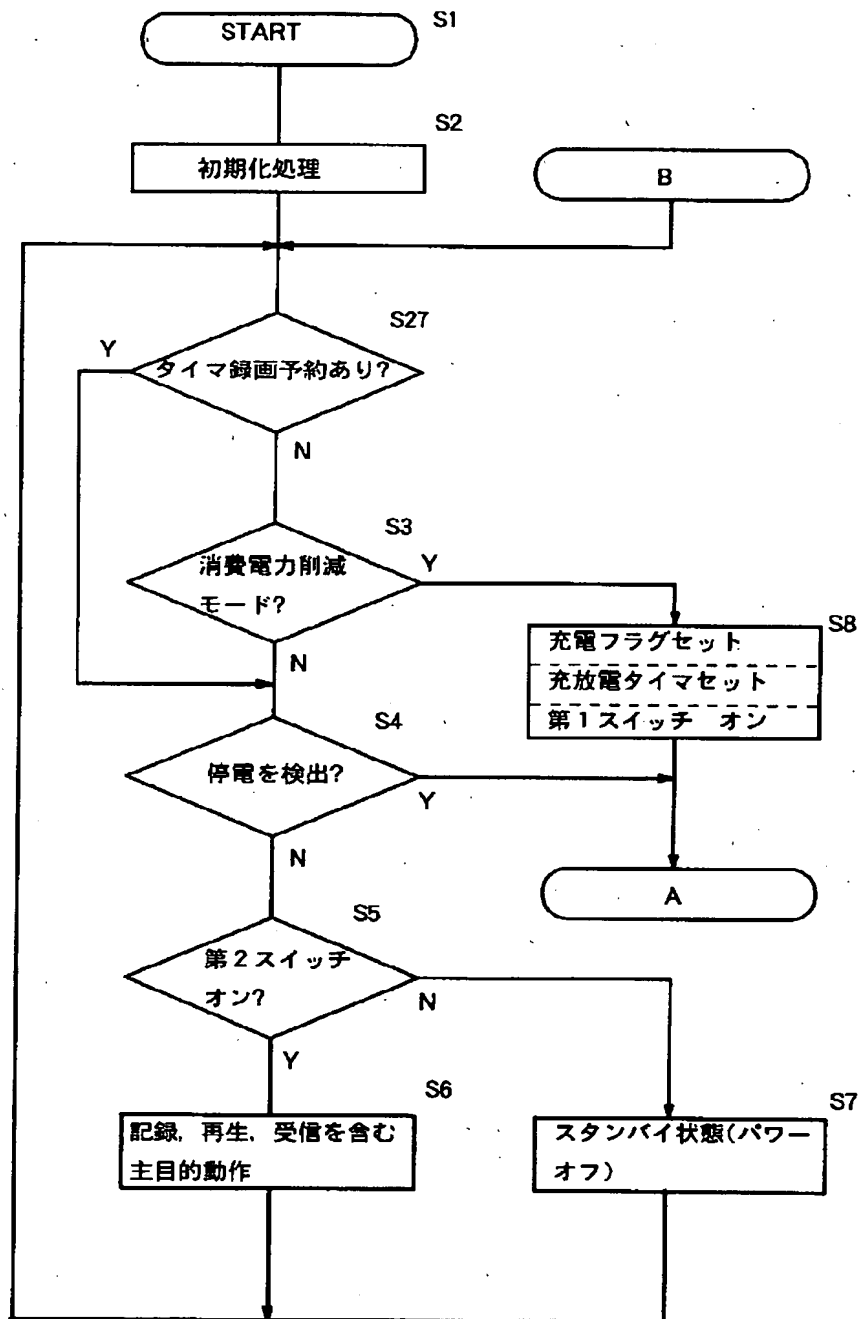 START
S1
S2
初期化処理
B
S27
Y
タイマ録画予約あり?
N
S3
消費電力削減
モード?
Y
N
S8
充電フラグセット
充放電タイマセット
第1スイッチ オン
S4
停電を検出?
Y
N
A
S5
第2スイッチ
オン?
N
Y
S6
記録,再生,受信を含む
主目的動作
S7
スタンバイ状態(パワー
オフ)